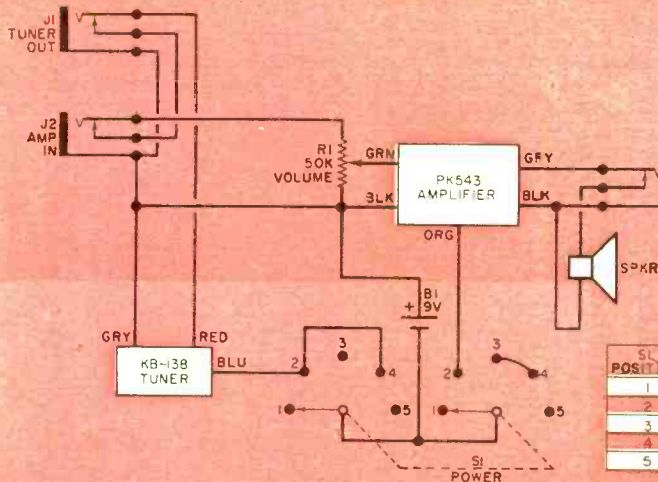 J1
TUNER
OUT
J2
AMP
IN
R1
50K
VOLUME
GRN
BLK
PK543
AMPLIFIER
GRY
BLK
ORG
SPKR
B1
+ 9V
GRY
RED
KB-138
TUNER
BLU
1
2
3
4
5
1
2
3
4
5
S1
POWER
S1
1
2
3
4
5